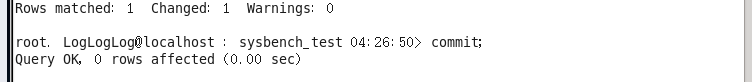 Rows matched: 1  Changed: 1  Warnings: 0
root. LogLogLog@localhost : sysbench_test 04:26:50> commit;
Query OK, 0 rows affected (0.00 sec)